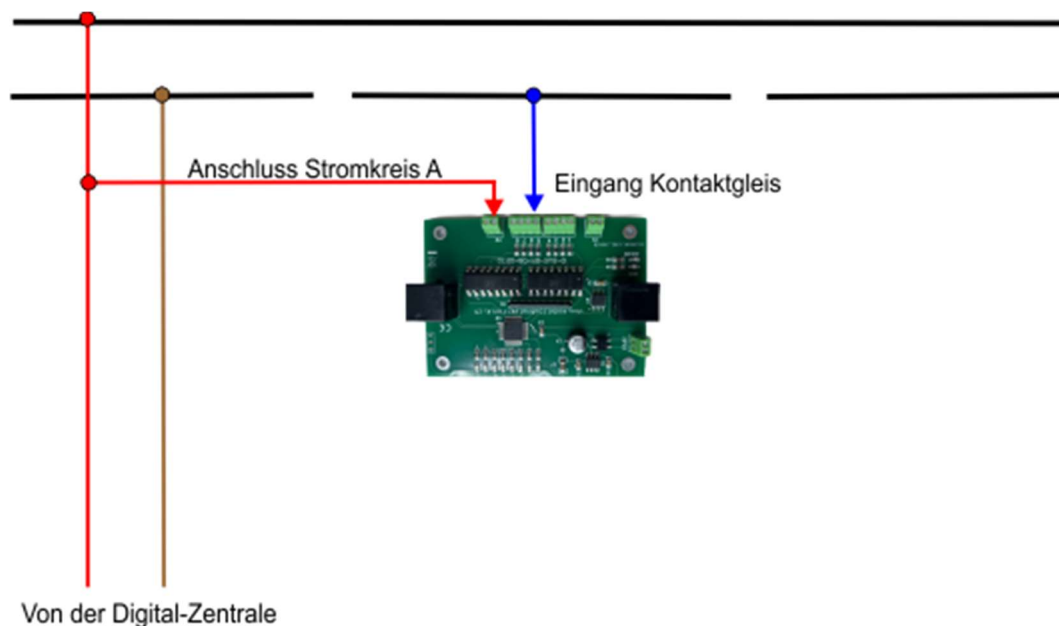 Anschluss Stromkreis A
Eingang Kontaktgleis
Von der Digital-Zentrale